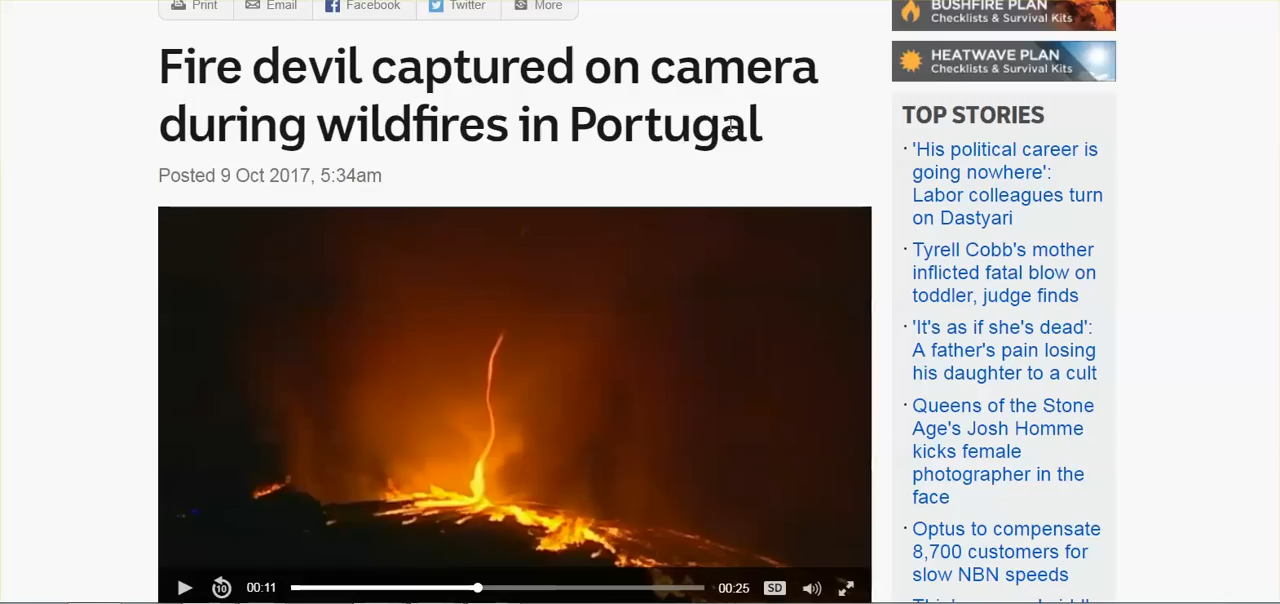 Print Email Facebook Twitter More
Fire devil captured on camera
during wildfires in Portugal
Posted 9 Oct 2017, 5:34am
10 00:11 00:25 SD
BUSHFIRE PLAN
Checklists & Survival Kits
HEATWAVE PLAN
Checklists & Survival Kits
TOP STORIES
· 'His political career is
going nowhere':
Labor colleagues turn
on Dastyari
· Tyrell Cobb's mother
inflicted fatal blow on
toddler, judge finds
· 'It's as if she's dead':
A father's pain losing
his daughter to a cult
· Queens of the Stone
Age's Josh Homme
kicks female
photographer in the
face
· Optus to compensate
8,700 customers for
slow NBN speeds